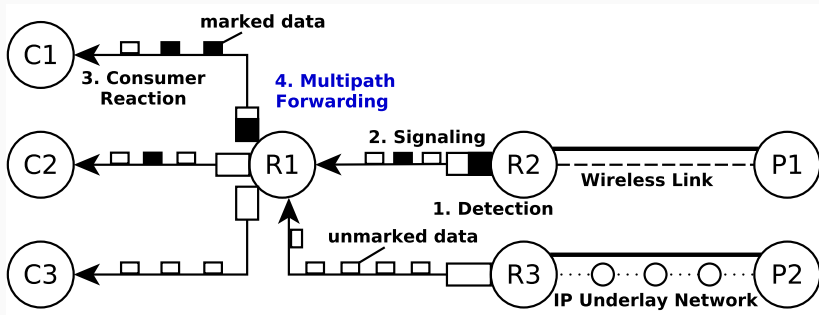 marked data
C1
3. Consumer
Reaction
4. Multipath
Forwarding
2. Signaling
C2
R1
R2
P1
Wireless Link
1. Detection
unmarked data
C3
R3
P2
IP Underlay Network